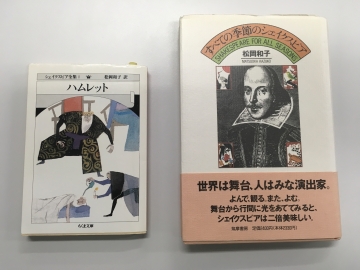 シェイクスピア全集1
松岡和子 訳
ハムレット
ちくま文庫
すべての季節のシェイクスピア
SHAKESPEARE FOR ALL SEASONS
松岡和子
MATSUOKA KAZUKO
世界は舞台、人はみな演出家。
よんで、観る。また、よむ。
舞台から行間に光をあててみると、
シェイクスピアは二倍美味しい。
筑摩書房